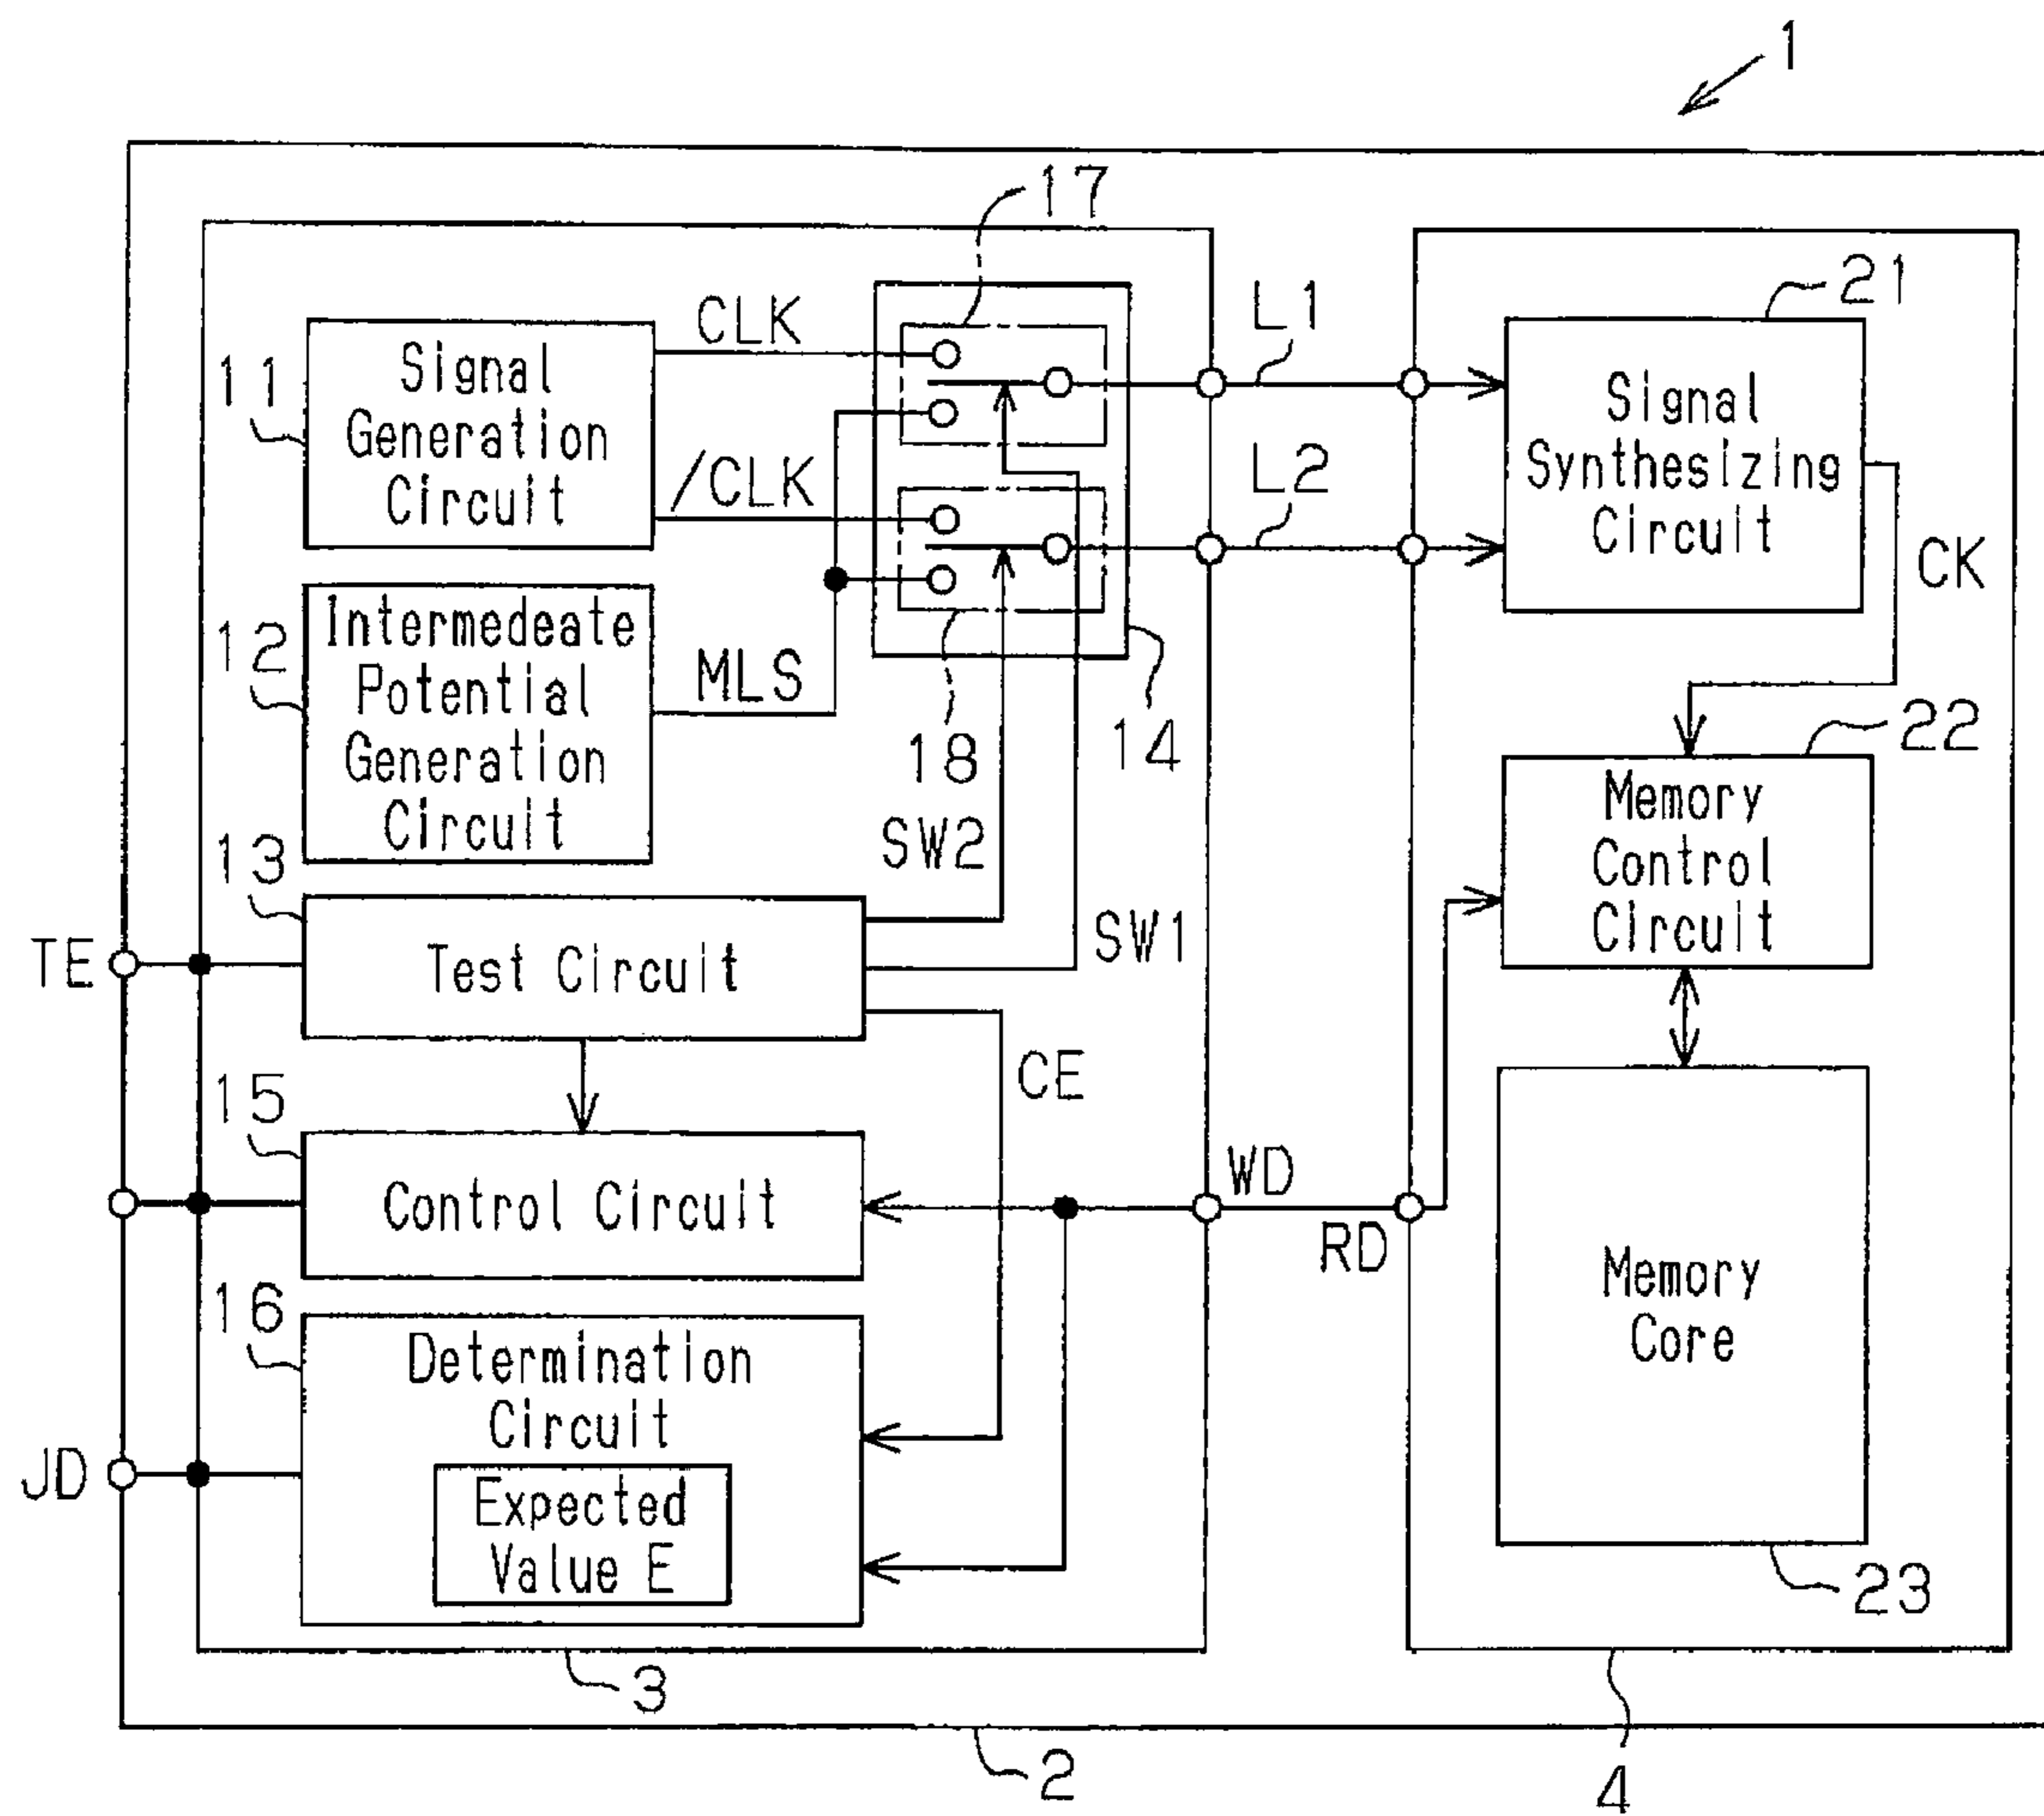 1
17
CLK
L1
21
11
Signal
Generation
Circuit
Signal
Synthesizing
Circuit
/CLK
L2
CK
12
Intermedeate
Potential
Generation
Circuit
MLS
18
14
22
Memory
Control
Circuit
SW2
13
SW1
TE
Test Circuit
CE
15
Control Circuit
WD
RD
Memory
Core
16
Determination
Circuit
JD
Expected
Value E
23
3
2
4